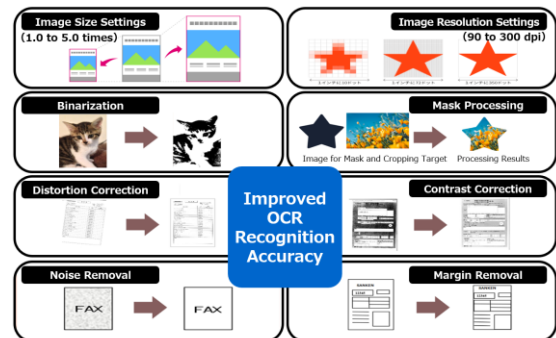 Image Size Settings
(1.0 to 5.0 times)
Image Resolution Settings
(90 to 300 dpi)
Binarization
Mask Processing
Image for Mask and Cropping Target
Processing Results
Distortion Correction
Contrast Correction
Improved
OCR
Recognition
Accuracy
Noise Removal
FAX
FAX
Margin Removal